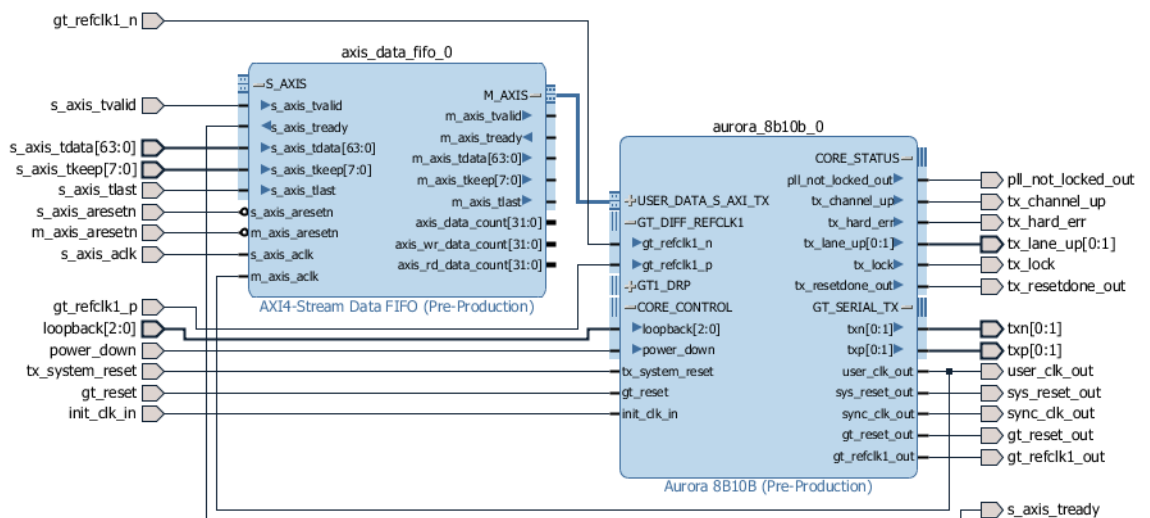 gt_refclk1_n
axis_data_fifo_0
S_AXIS
s_axis_tvalid
s_axis_tready
s_axis_tdata[63:0]
s_axis_tkeep[7:0]
s_axis_tlast
s_axis_aresetn
m_axis_aresetn
s_axis_aclk
m_axis_aclk
M_AXIS
m_axis_tvalid
m_axis_tready
m_axis_tdata[63:0]
m_axis_tkeep[7:0]
m_axis_tlast
axis_data_count[31:0]
axis_wr_data_count[31:0]
axis_rd_data_count[31:0]
AXI4-Stream Data FIFO (Pre-Production)
s_axis_tvalid
s_axis_tdata[63:0]
s_axis_tkeep[7:0]
s_axis_tlast
s_axis_aresetn
m_axis_aresetn
s_axis_aclk
gt_refclk1_p
loopback[2:0]
power_down
tx_system_reset
gt_reset
init_clk_in
aurora_8b10b_0
USER_DATA_S_AXI_TX
GT_DIFF_REFCLK1
gt_refclk1_n
gt_refclk1_p
GT1_DRP
CORE_CONTROL
loopback[2:0]
power_down
tx_system_reset
gt_reset
init_clk_in
CORE_STATUS
pll_not_locked_out
tx_channel_up
tx_hard_err
tx_lane_up[0:1]
tx_lock
tx_resetdone_out
GT_SERIAL_TX
txn[0:1]
txp[0:1]
user_clk_out
sys_reset_out
sync_clk_out
gt_reset_out
gt_refclk1_out
Aurora 8B10B (Pre-Production)
pll_not_locked_out
tx_channel_up
tx_hard_err
tx_lane_up[0:1]
tx_lock
tx_resetdone_out
txn[0:1]
txp[0:1]
user_clk_out
sys_reset_out
sync_clk_out
gt_reset_out
gt_refclk1_out
s_axis_tready